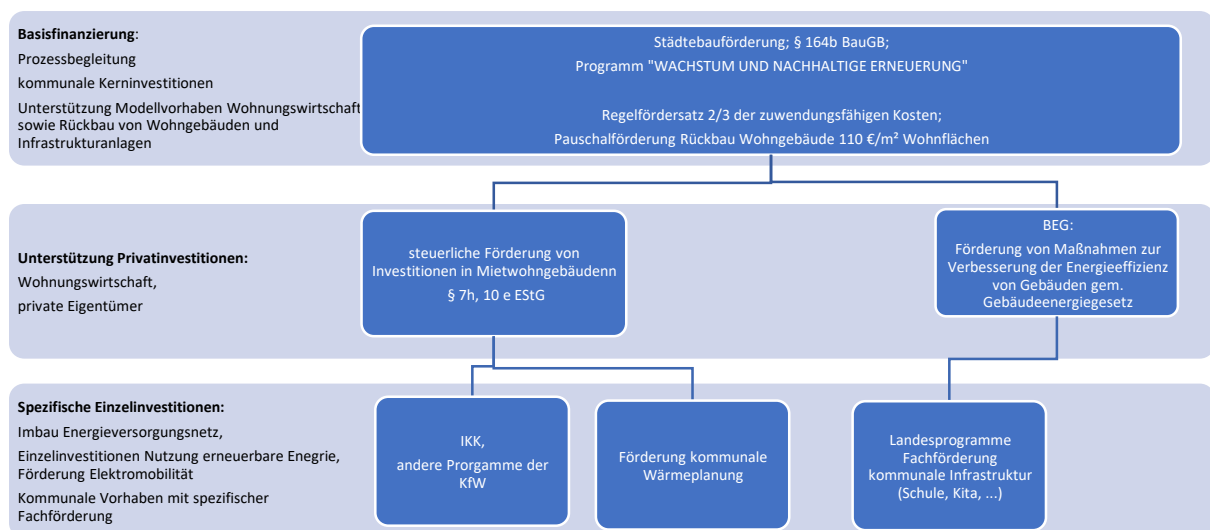 Basisfinanzierung:
Prozessbegleitung
kommunale Kerninvestitionen
Unterstützung Modellvorhaben Wohnungswirtschaft
sowie Rückbau von Wohngebäuden und
Infrastrukturanlagen
Städtebauförderung; § 164b BauGB;
Programm "WACHSTUM UND NACHHALTIGE ERNEUERUNG"
Regelfördersatz 2/3 der zuwendungsfähigen Kosten;
Pauschalförderung Rückbau Wohngebäude 110 €/m² Wohnflächen
Unterstützung Privatinvestitionen:
Wohnungswirtschaft,
private Eigentümer
steuerliche Förderung von
Investitionen in Mietwohngebäudenn
§ 7h, 10 e EStG
BEG:
Förderung von Maßnahmen zur
Verbesserung der Energieeffizienz
von Gebäuden gem.
Gebäudeenergiegesetz
Spezifische Einzelinvestitionen:
Imbau Energieversorgungsnetz,
Einzelinvestitionen Nutzung erneuerbare Enegrie,
Förderung Elektromobilität
Kommunale Vorhaben mit spezifischer
Fachförderung
IKK,
andere Prorgamme der
KfW
Förderung kommunale
Wärmeplanung
Landesprogramme
Fachförderung
kommunale Infrastruktur
(Schule, Kita, ...)